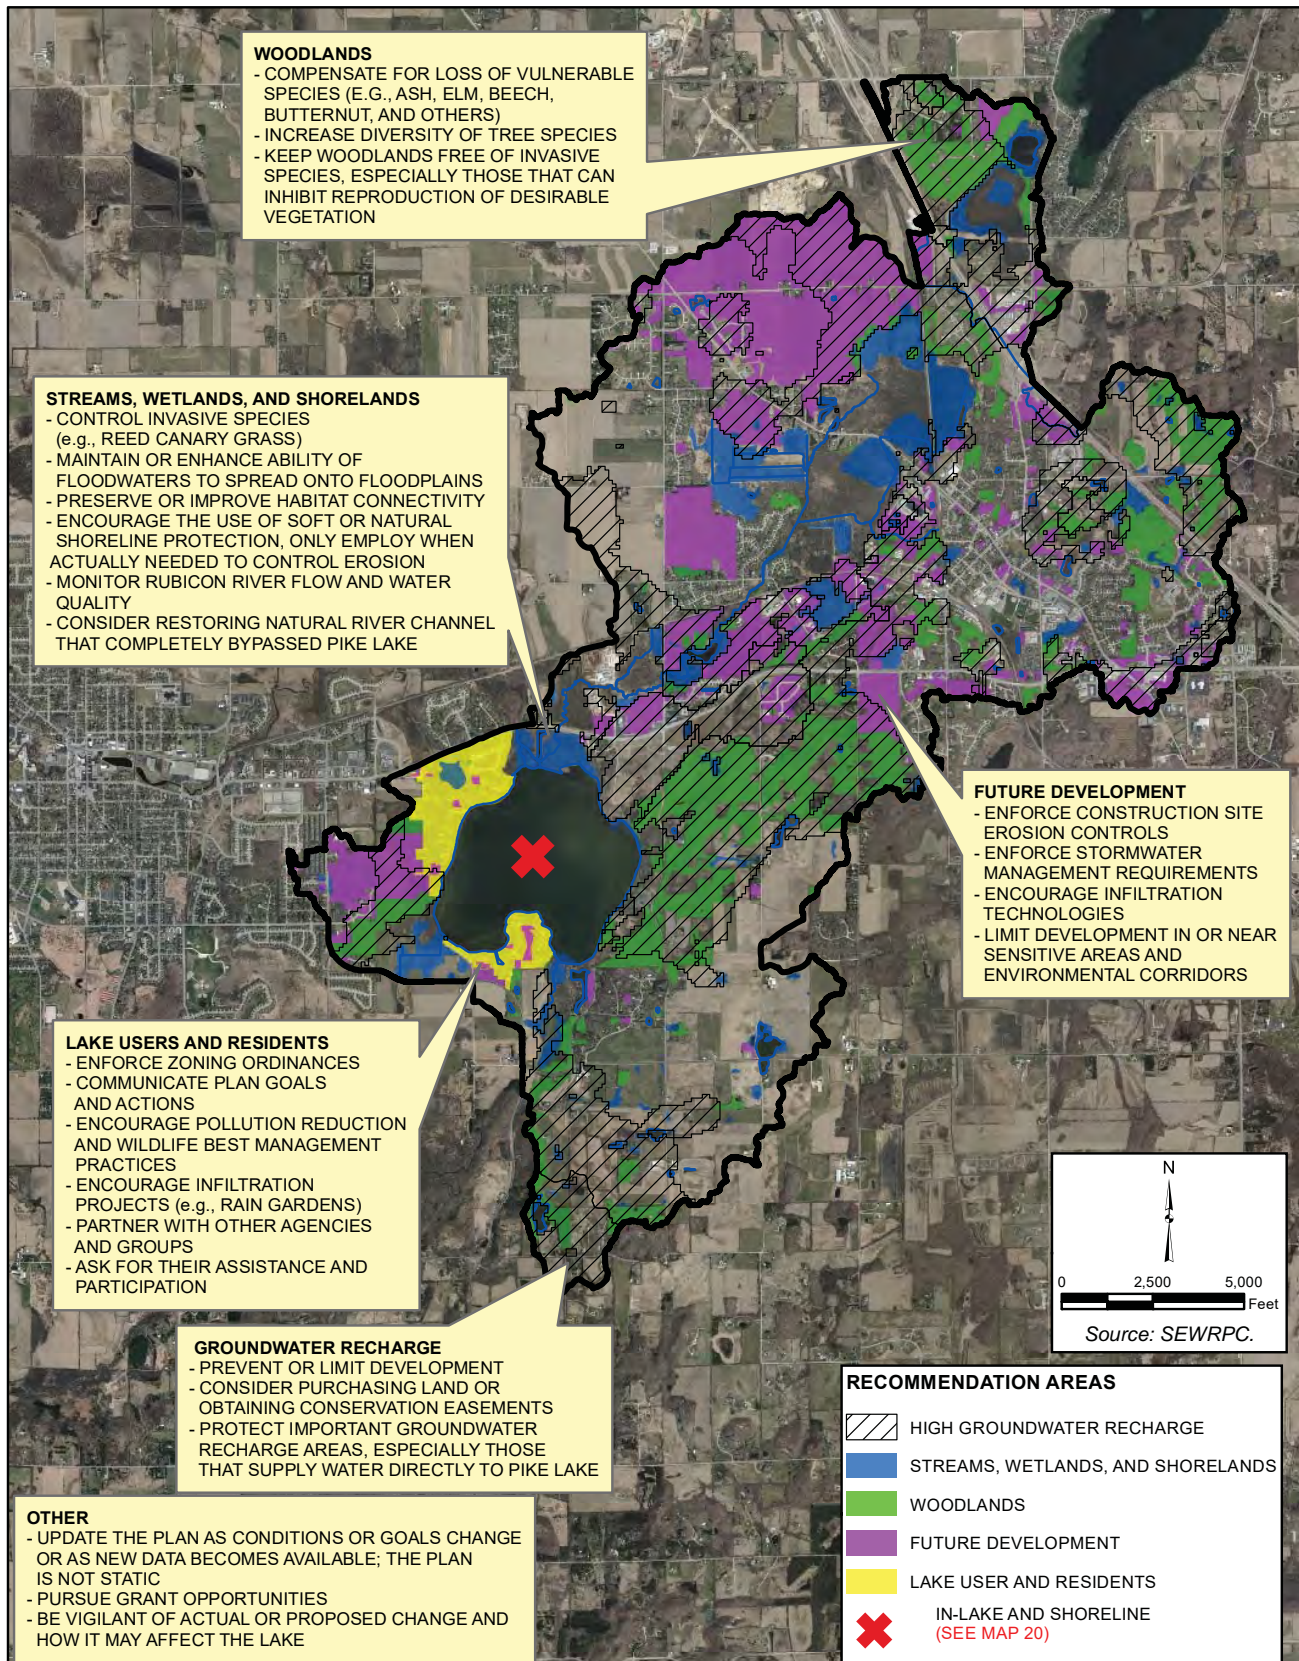 WOODLANDS
- COMPENSATE FOR LOSS OF VULNERABLE
SPECIES (E.G., ASH, ELM, BEECH,
BUTTERNUT, AND OTHERS)
- INCREASE DIVERSITY OF TREE SPECIES
- KEEP WOODLANDS FREE OF INVASIVE
SPECIES, ESPECIALLY THOSE THAT CAN
INHIBIT REPRODUCTION OF DESIRABLE
VEGETATION
STREAMS, WETLANDS, AND SHORELANDS
- CONTROL INVASIVE SPECIES
(e.g., REED CANARY GRASS)
- MAINTAIN OR ENHANCE ABILITY OF
FLOODWATERS TO SPREAD ONTO FLOODPLAINS
- PRESERVE OR IMPROVE HABITAT CONNECTIVITY
- ENCOURAGE THE USE OF SOFT OR NATURAL
SHORELINE PROTECTION, ONLY EMPLOY WHEN
ACTUALLY NEEDED TO CONTROL EROSION
- MONITOR RUBICON RIVER FLOW AND WATER
QUALITY
- CONSIDER RESTORING NATURAL RIVER CHANNEL
THAT COMPLETELY BYPASSED PIKE LAKE
FUTURE DEVELOPMENT
- ENFORCE CONSTRUCTION SITE
EROSION CONTROLS
- ENFORCE STORMWATER
MANAGEMENT REQUIREMENTS
- ENCOURAGE INFILTRATION
TECHNOLOGIES
- LIMIT DEVELOPMENT IN OR NEAR
SENSITIVE AREAS AND
ENVIRONMENTAL CORRIDORS
LAKE USERS AND RESIDENTS
- ENFORCE ZONING ORDINANCES
- COMMUNICATE PLAN GOALS
AND ACTIONS
- ENCOURAGE POLLUTION REDUCTION
AND WILDLIFE BEST MANAGEMENT
PRACTICES
- ENCOURAGE INFILTRATION
PROJECTS (e.g., RAIN GARDENS)
- PARTNER WITH OTHER AGENCIES
AND GROUPS
- ASK FOR THEIR ASSISTANCE AND
PARTICIPATION
GROUNDWATER RECHARGE
- PREVENT OR LIMIT DEVELOPMENT
- CONSIDER PURCHASING LAND OR
OBTAINING CONSERVATION EASEMENTS
- PROTECT IMPORTANT GROUNDWATER
RECHARGE AREAS, ESPECIALLY THOSE
THAT SUPPLY WATER DIRECTLY TO PIKE LAKE
OTHER
- UPDATE THE PLAN AS CONDITIONS OR GOALS CHANGE
OR AS NEW DATA BECOMES AVAILABLE; THE PLAN
IS NOT STATIC
- PURSUE GRANT OPPORTUNITIES
- BE VIGILANT OF ACTUAL OR PROPOSED CHANGE AND
HOW IT MAY AFFECT THE LAKE
N
0 2,500 5,000
Feet
Source: SEWRPC.
RECOMMENDATION AREAS
HIGH GROUNDWATER RECHARGE
STREAMS, WETLANDS, AND SHORELANDS
WOODLANDS
FUTURE DEVELOPMENT
LAKE USER AND RESIDENTS
IN-LAKE AND SHORELINE
(SEE MAP 20)